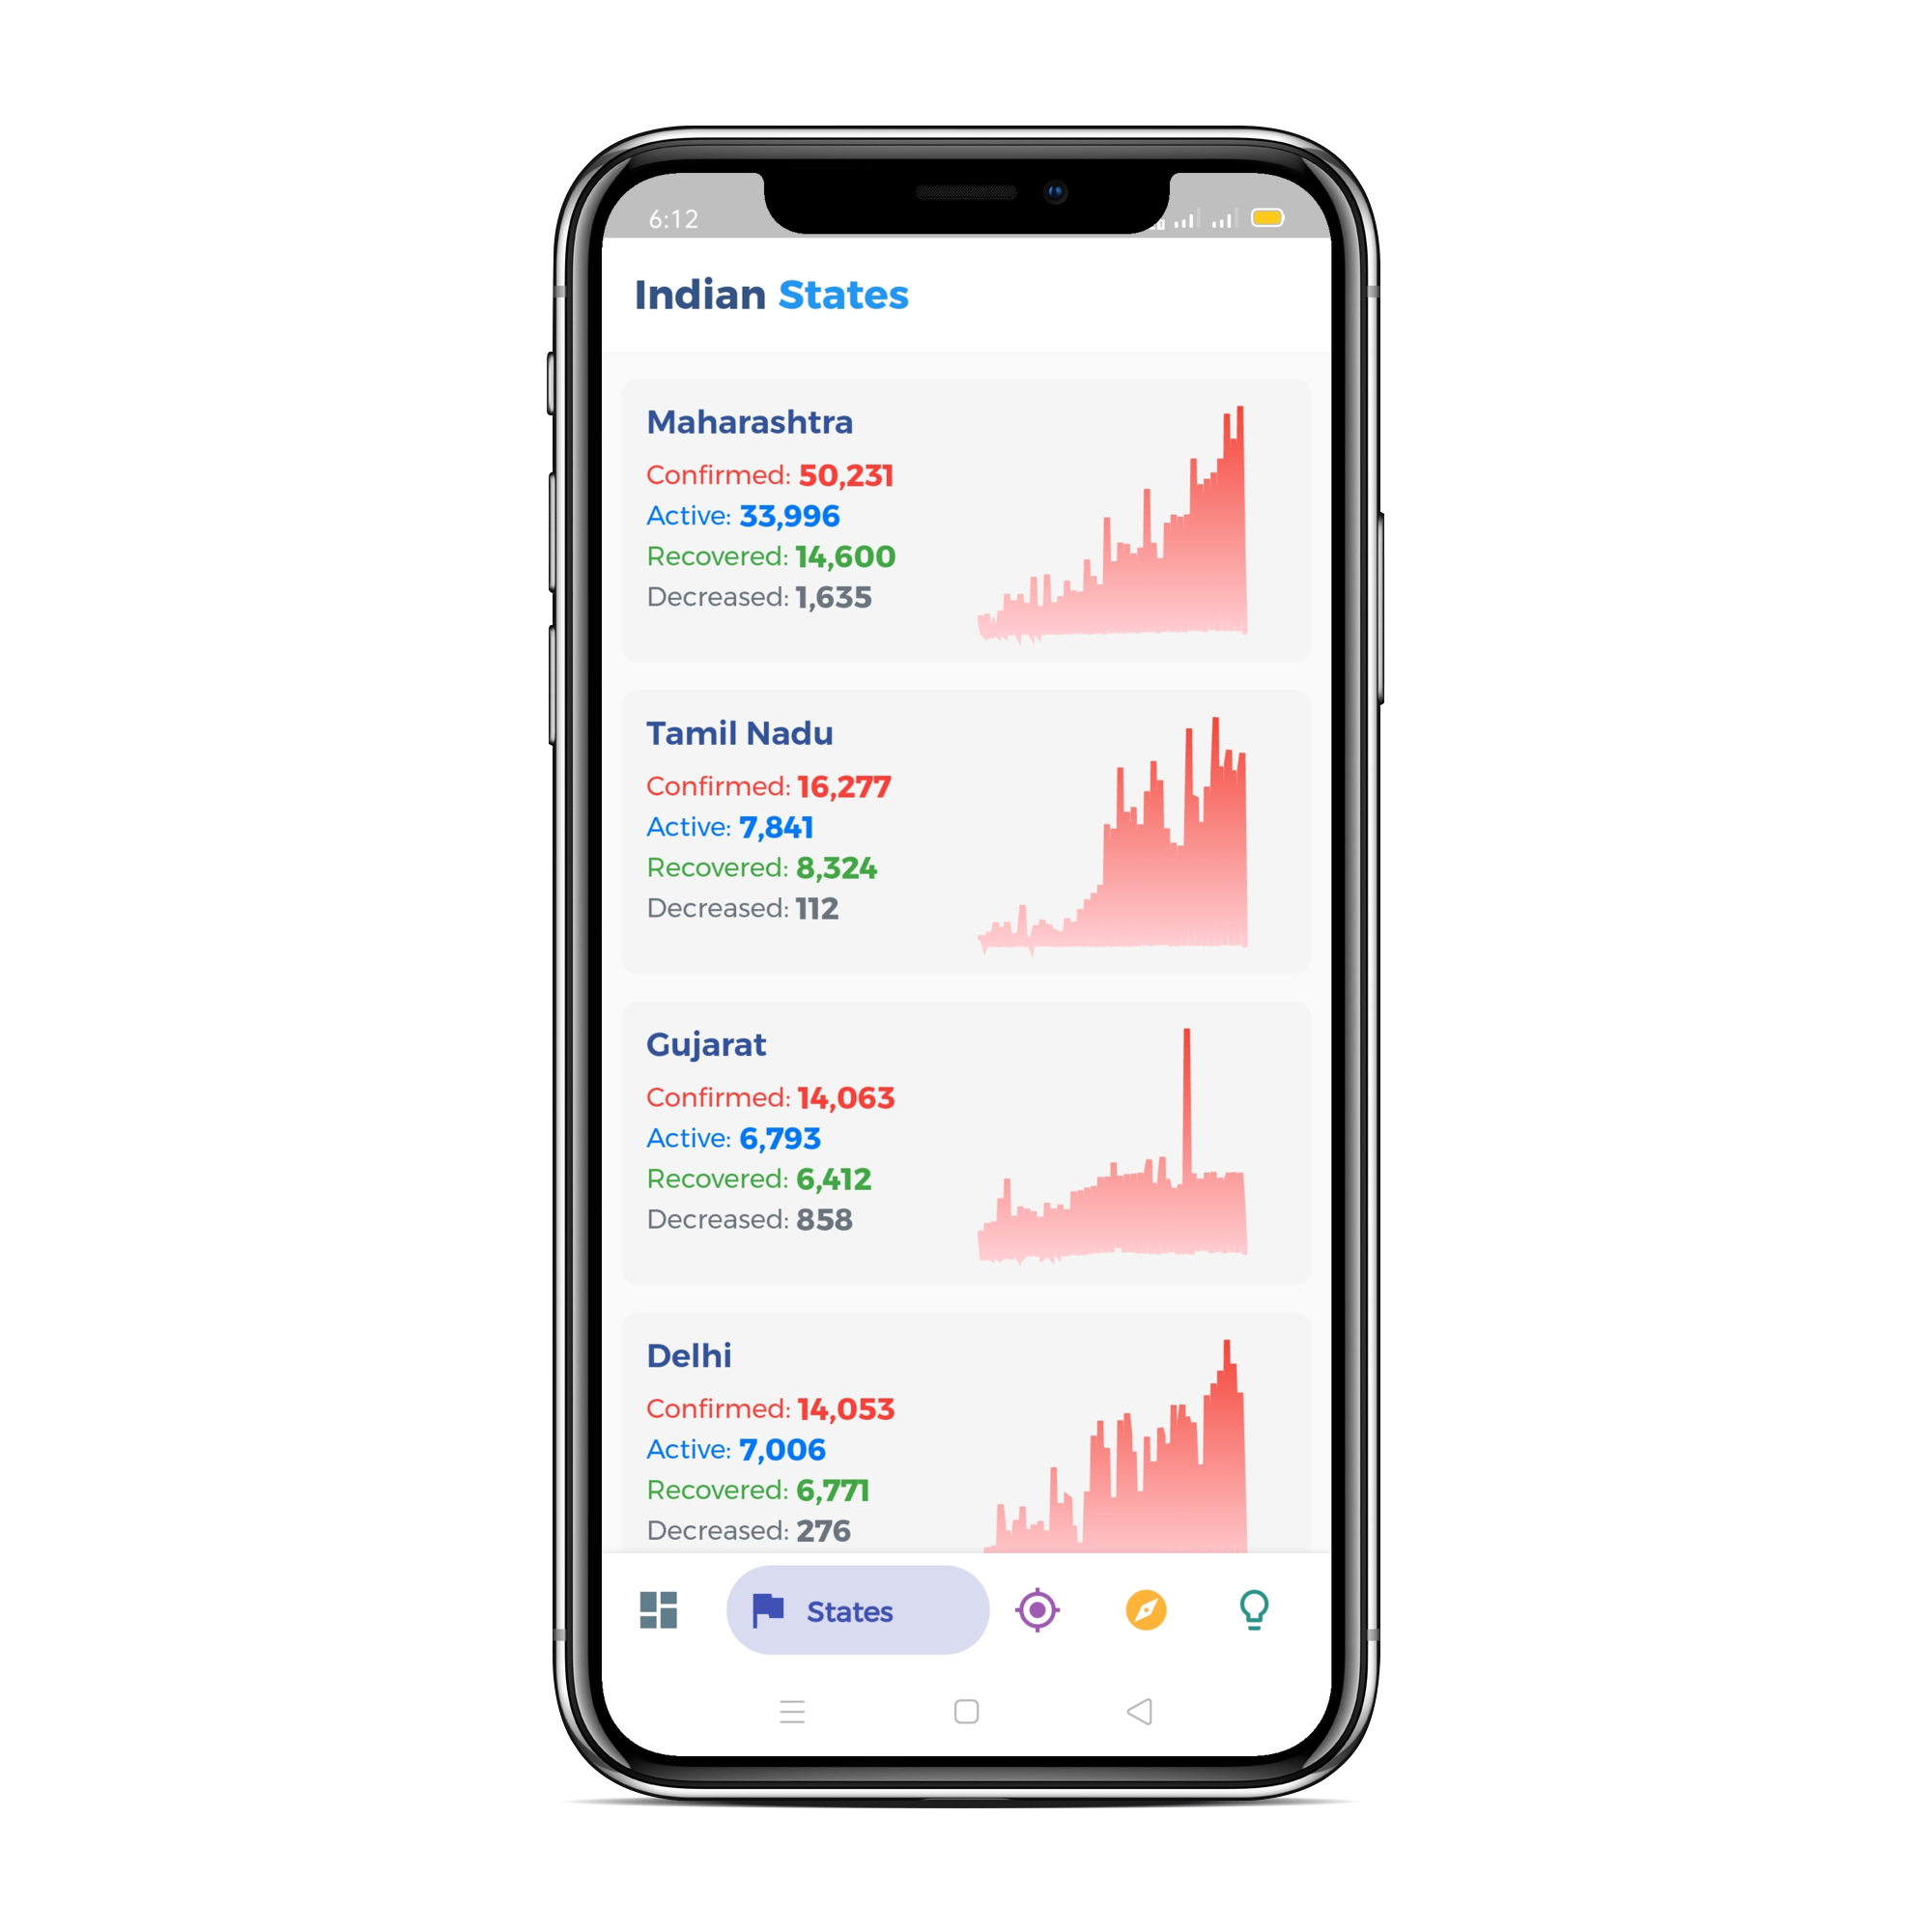 6:12
Indian States
Maharashtra
Confirmed: 50,231
Active: 33,996
Recovered: 14,600
Decreased: 1,635
Tamil Nadu
Confirmed: 16,277
Active: 7,841
Recovered: 8,324
Decreased: 112
Gujarat
Confirmed: 14,063
Active: 6,793
Recovered: 6,412
Decreased: 858
Delhi
Confirmed: 14,053
Active: 7,006
Recovered: 6,771
Decreased: 276
States